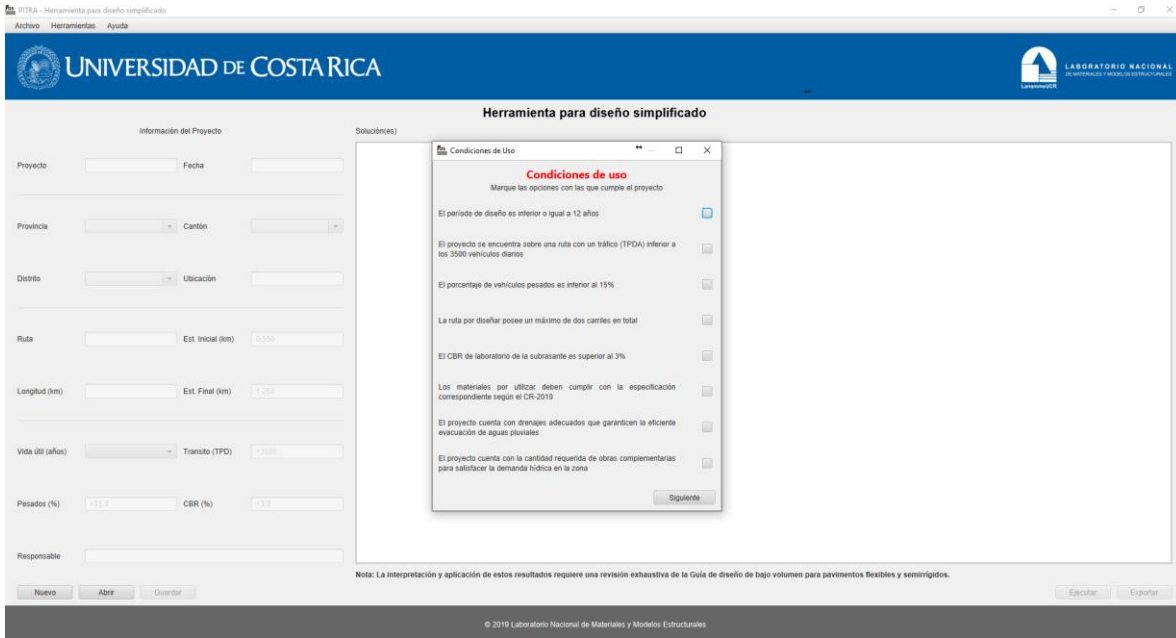 PITRA - Herramienta para diseño simplificado
Archivo Herramientas Ayuda
UNIVERSIDAD DE COSTA RICA
LABORATORIO NACIONAL
DE MATERIALES Y MODELOS ESTRUCTURALES
LanammeUCR
Herramienta para diseño simplificado
Información del Proyecto
Solución(es)
Proyecto Fecha
Provincia Cantón
Distrito Ubicación
Ruta Est. Inicial (km) 0.550
Longitud (km) Est. Final (km) 1.250
Vida útil (años) Transito (TPD) <3500
Pesados (%) <15.0 CBR (%)
Responsable
Nuevo Abrir Guardar
Condiciones de Uso
Condiciones de uso
Marque las opciones con las que cumple el proyecto
El período de diseño es inferior o igual a 12 años
El proyecto se encuentra sobre una ruta con un tráfico (TPDA) inferior a
los 3500 vehículos diarios
El porcentaje de vehículos pesados es inferior al 15%
La ruta por diseñar posee un máximo de dos carriles en total
El CBR de laboratorio de la subrasante es superior al 3%
Los materiales por utilizar deben cumplir con la especificación
correspondiente según el CR-2010
El proyecto cuenta con drenajes adecuados que garanticen la eficiente
evacuación de aguas pluviales
El proyecto cuenta con la cantidad requerida de obras complementarias
para satisfacer la demanda hídrica en la zona
Siguiente
Nota: La interpretación y aplicación de estos resultados requiere una revisión exhaustiva de la Guía de diseño de bajo volumen para pavimentos flexibles y semirrígidos.
Ejecutar Exportar
© 2019 Laboratorio Nacional de Materiales y Modelos Estructurales